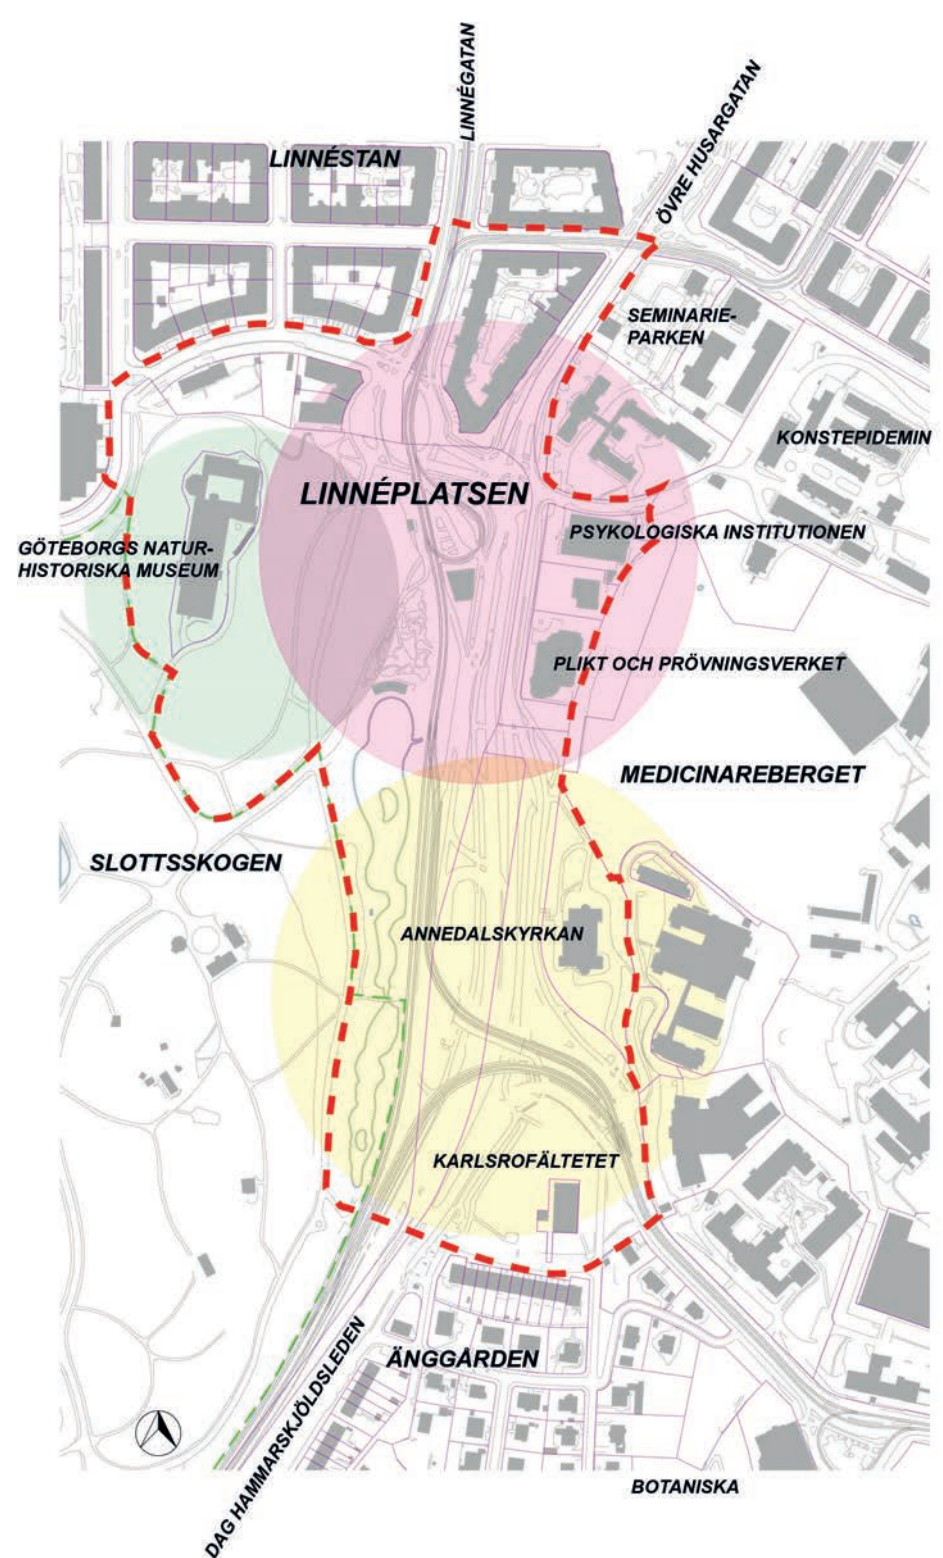 LINNÉGATAN
ÖVRE HUSARGATAN
LINNÉSTAN
SEMINARIE-
PARKEN
KONSTEPIDEMIN
LINNÉPLATSEN
PSYKOLOGISKA INSTITUTIONEN
GÖTEBORGS NATUR-
HISTORISKA MUSEUM
PLIKT OCH PRÖVNINGSVERKET
MEDICINAREBERGET
SLOTTSSKOGEN
ANNEDALSKYRKAN
KARLSROFÄLTETET
ÄNGGÅRDEN
DAG HAMMARSKJÖLDSLEDEN
BOTANISKA